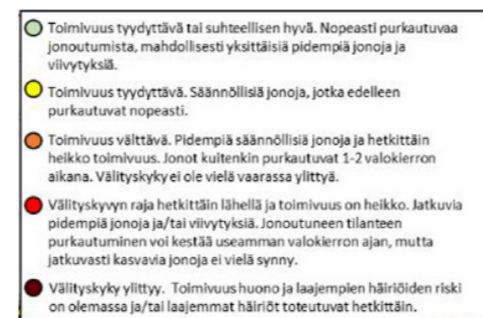 Toimivuus tyydyttävä tai suhteellisen hyvä. Nopeasti purkautuvaa
jonoutumista, mahdollisesti yksittäisiä pidempiä jonoja ja
viivytyksiä.
Toimivuus tyydyttävä. Säännöllisiä jonoja, jotka edelleen
purkautuvat nopeasti.
Toimivuus välttävä. Pidempiä säännöllisiä jonoja ja hetkittäin
heikko toimivuus. Jonot kuitenkin purkautuvat 1-2 valokierron
aikana. Välityskyky ei ole vielä vaarassa ylittyä.
Välityskyvyn raja hetkittäin lähellä ja toimivuus on heikko. Jatkuvia
pidempiä jonoja ja/tai viivytyksiä. Jonoutuneen tilanteen
purkautuminen voi kestää useamman valokierron ajan, mutta
jatkuvasti kasvavia jonoja ei vielä synny.
Välityskyky ylittyy. Toimivuus huono ja laajempien häiriöiden riski
on olemassa ja/tai laajemmat häiriöt toteutuvat hetkittäin.